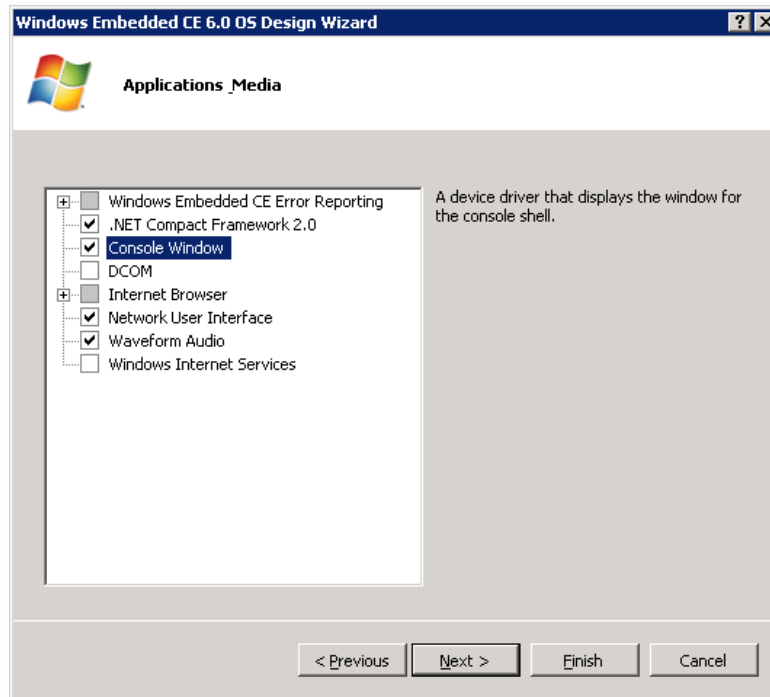 Windows Embedded CE 6.0 OS Design Wizard
Applications_Media
Windows Embedded CE Error Reporting
.NET Compact Framework 2.0
Console Window
DCOM
Internet Browser
Network User Interface
Waveform Audio
Windows Internet Services
A device driver that displays the window for
the console shell.
< Previous
Next >
Finish
Cancel